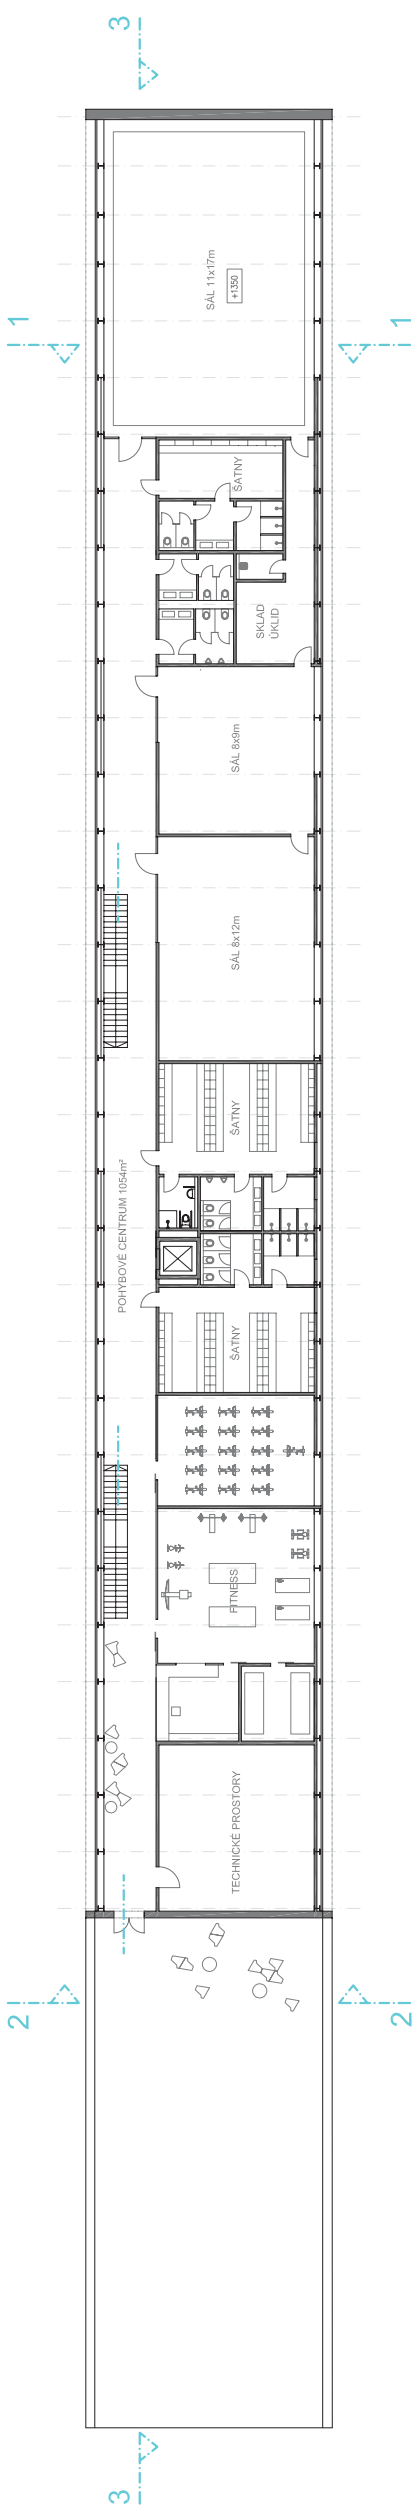 3
1
1
SÁL 11x17m
+1350
ŠATNY
SKLAD
ÚKLID
SÁL 8x9m
SÁL 8x12m
ŠATNY
POHYBOVÉ CENTRUM 1054m²
ŠATNY
FITNESS
TECHNICKÉ PROSTORY
2
2
3